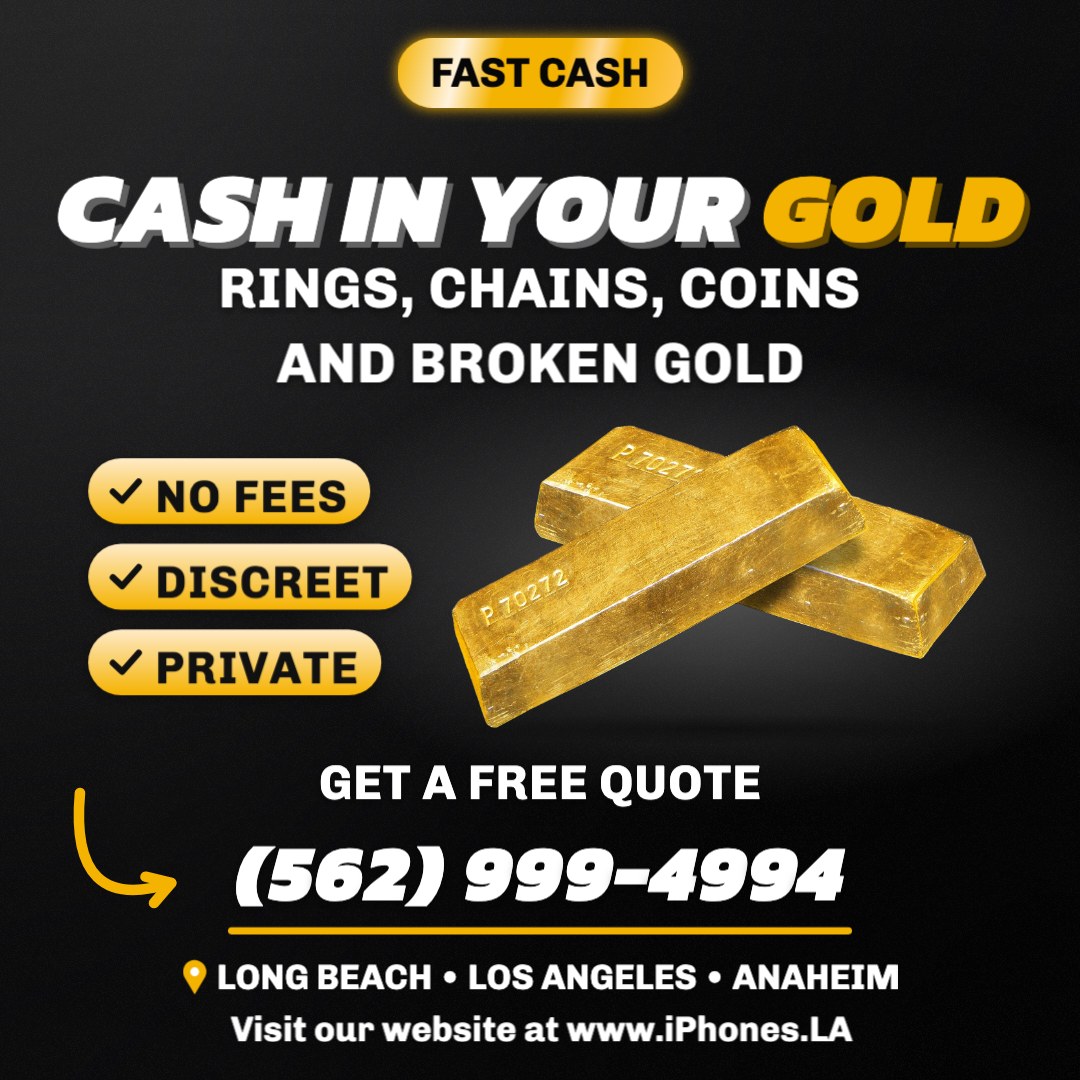 FAST CASH
CASH IN YOUR GOLD
RINGS, CHAINS, COINS
AND BROKEN GOLD
P 7027
NO FEES
P 70272
DISCREET
PRIVATE
GET A FREE QUOTE
(562) 999-4994
LONG BEACH • LOS ANGELES • ANAHEIM
Visit our website at www.iPhones.LA